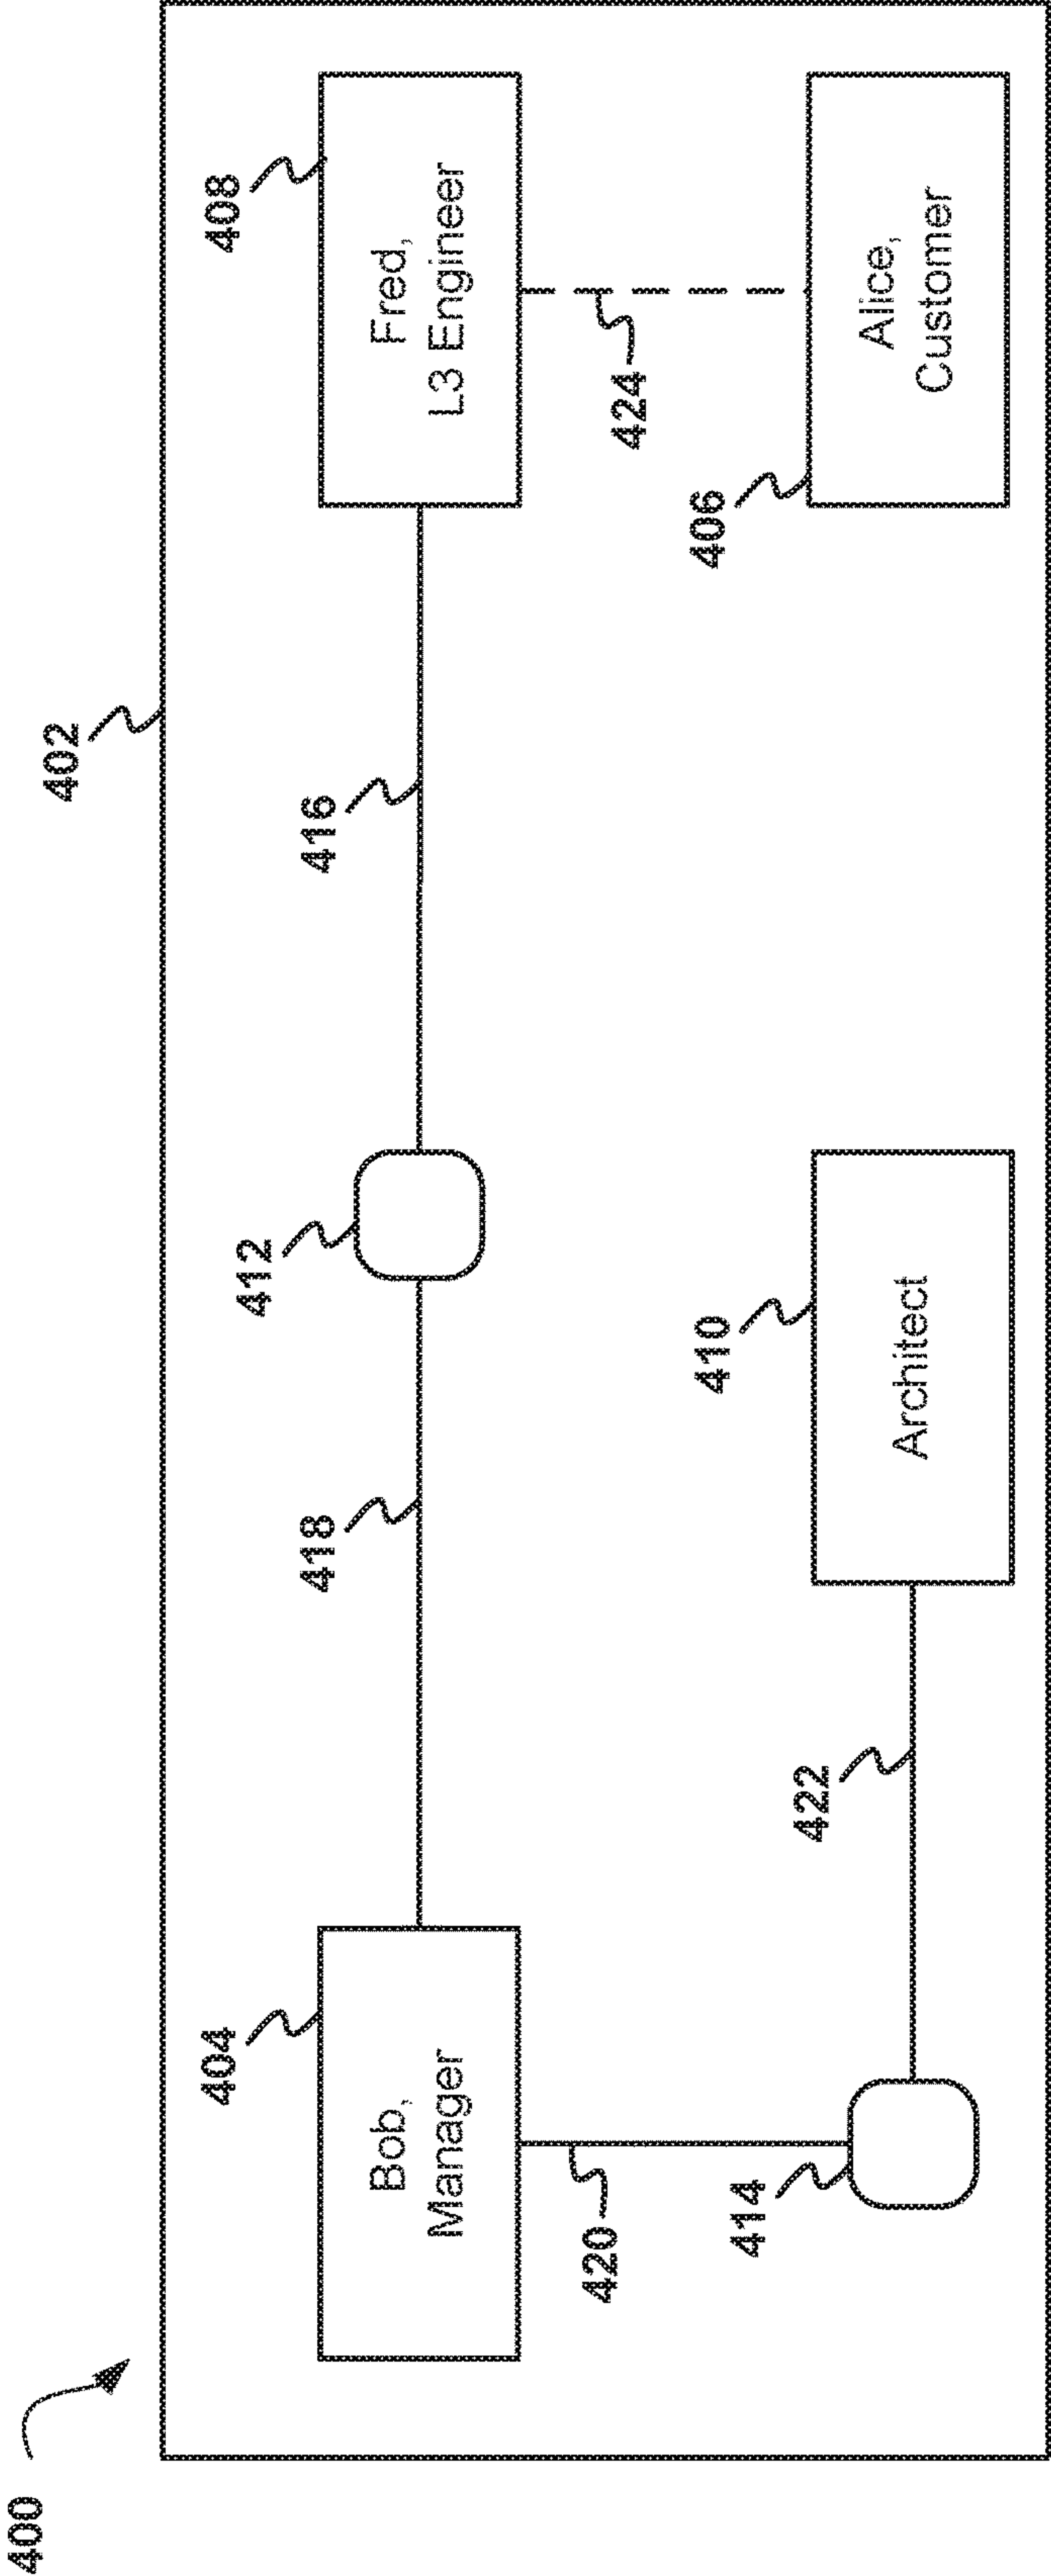 400
402
404
412
408
418
416
Bob,
Manager
Fred,
L3 Engineer
420
424
414
422
410
406
Architect
Alice,
Customer